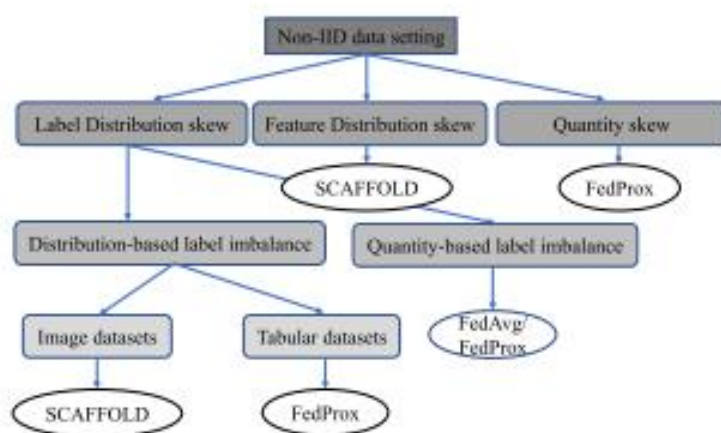 Non-IID data setting
Label Distribution skew
Feature Distribution skew
Quantity skew
SCAFFOLD
FedProx
Distribution-based label imbalance
Quantity-based label imbalance
Image datasets
Tabular datasets
FedAvg/
FedProx
SCAFFOLD
FedProx